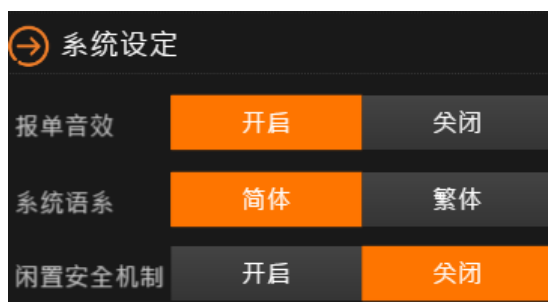 系统设定
报单音效 开启 关闭
系统语系 简体 繁体
闲置安全机制 开启 关闭